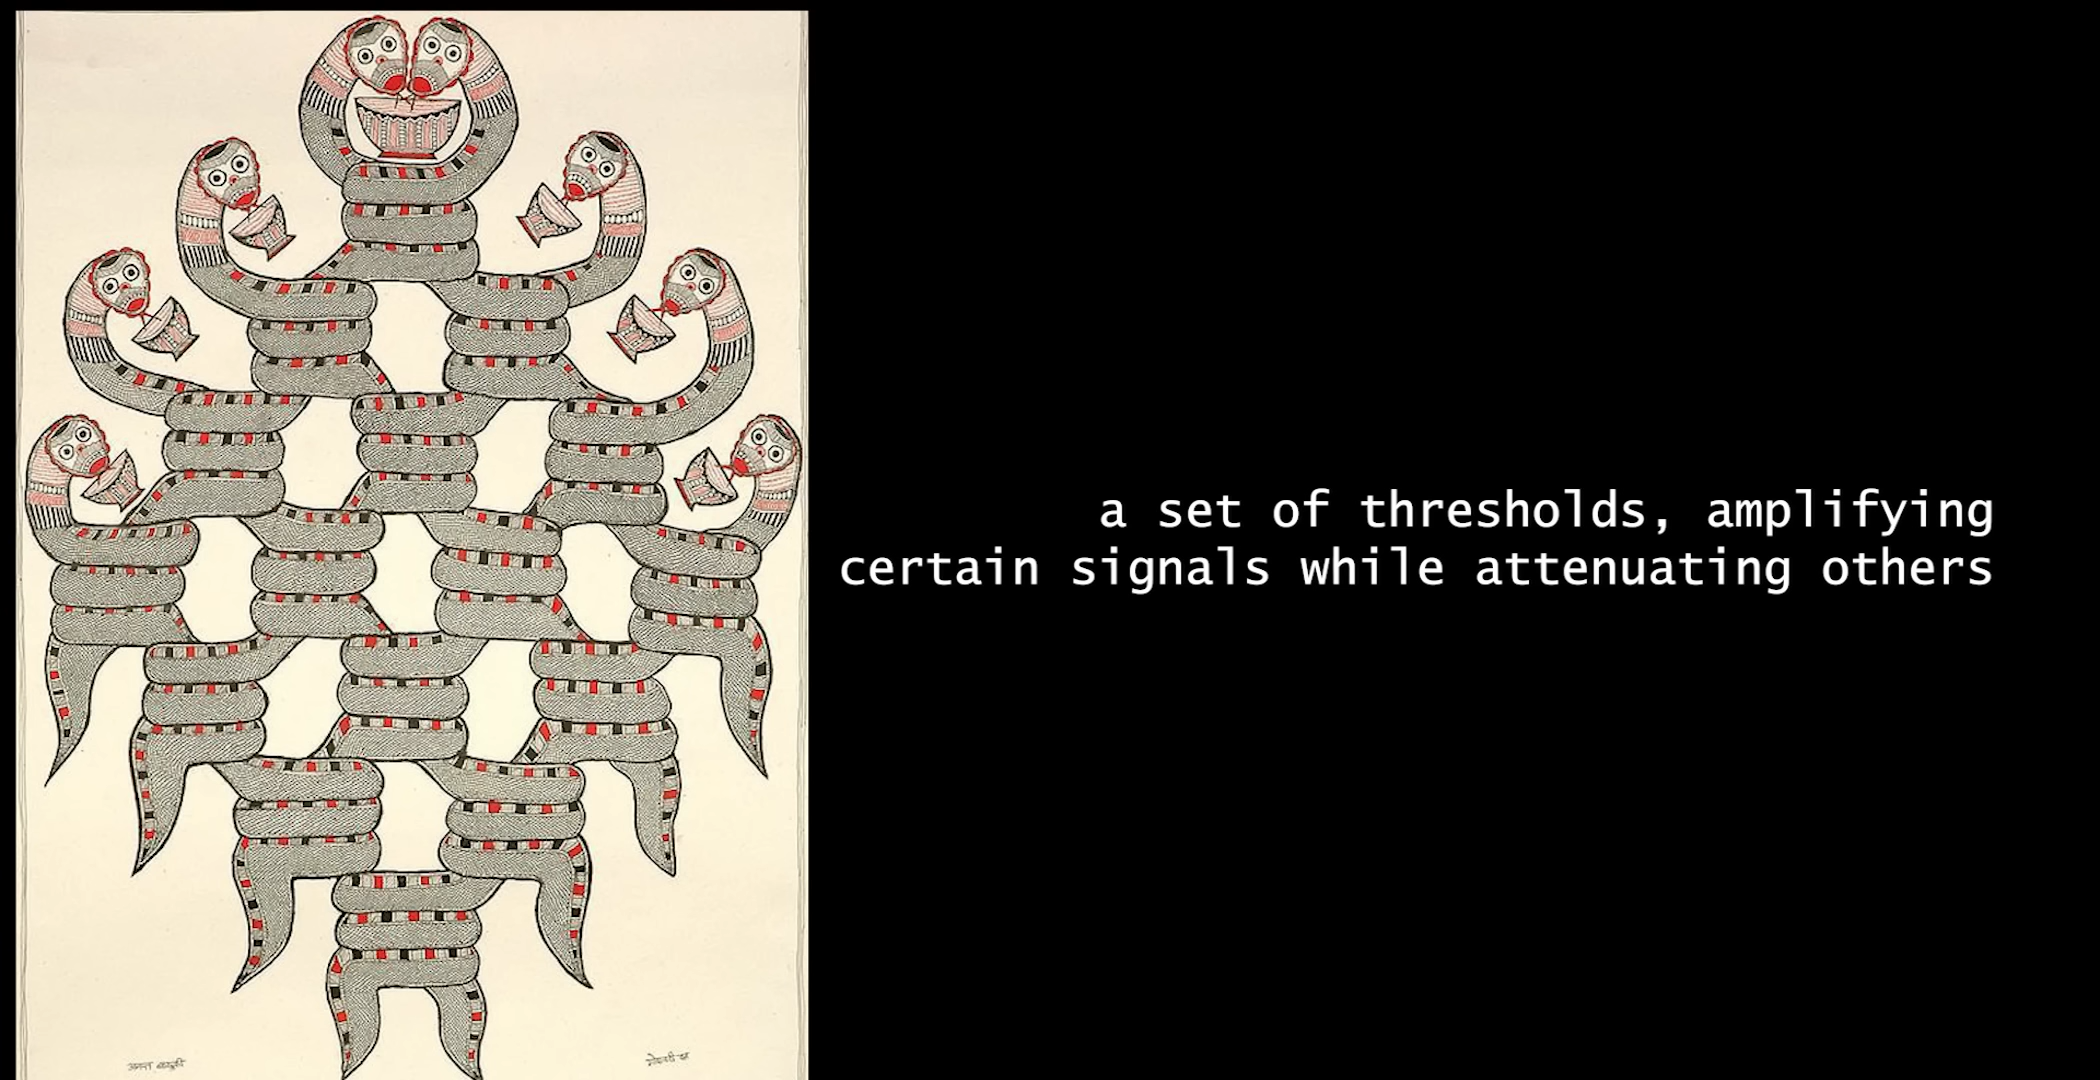 a set of thresholds, amplifying
certain signals while attenuating others